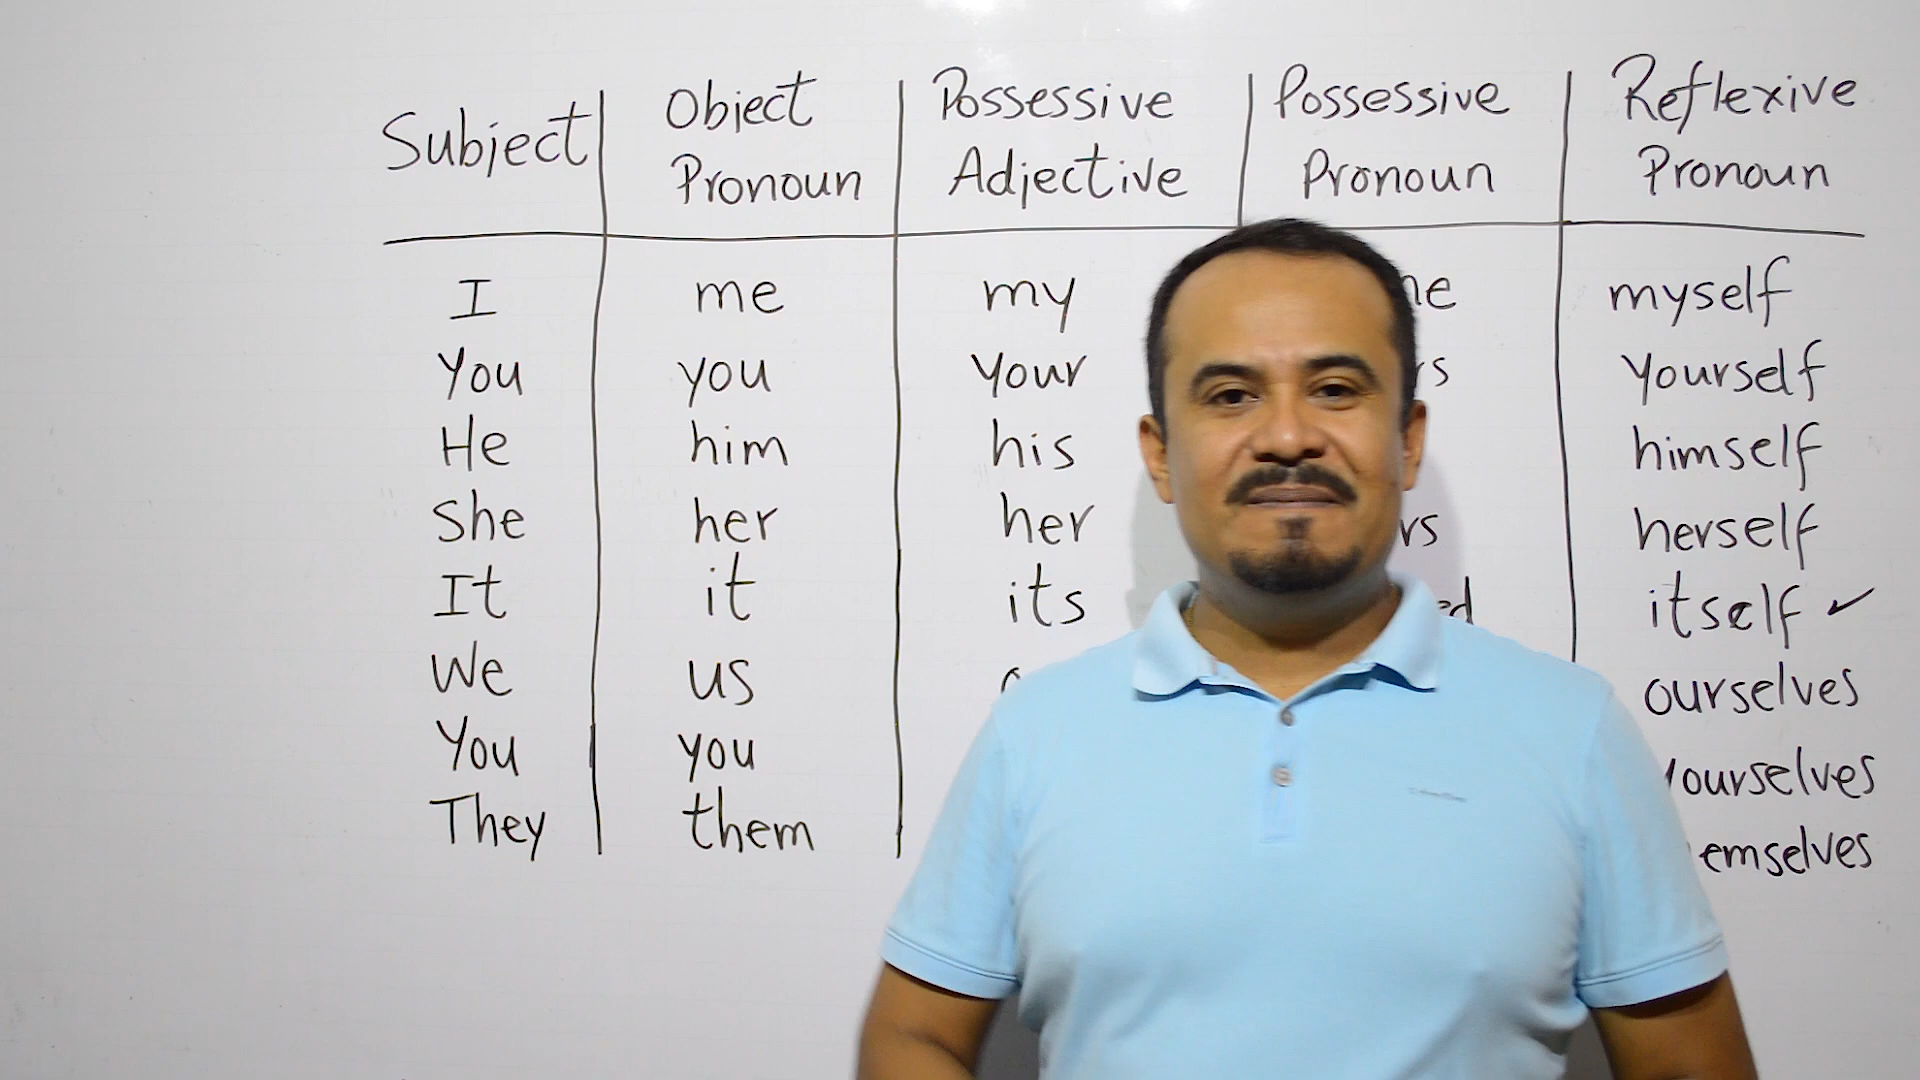 Subject Object Pronoun Possessive Adjective Possessive Pronoun Reflexive Pronoun
I me my myself
You you your yourself
He him his himself
She her her herself
It it its itself ✓
We us ourselves
You you yourselves
They them